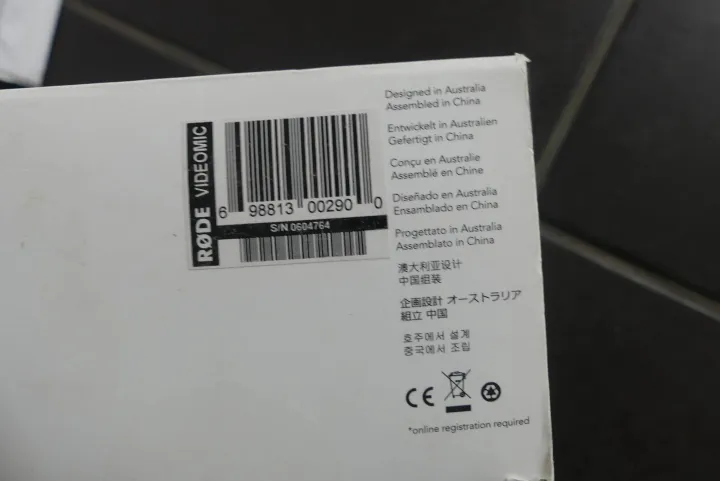 RØDE VIDEOMIC
6 98813 00290 0
S/N 0604764
Designed in Australia
Assembled in China
Entwickelt in Australien
Gefertigt in China
Conçu en Australie
Assemblé en Chine
Diseñado en Australia
Ensamblado en China
Progettato in Australia
Assemblato in China
澳大利亚设计
中国组装
企画設計 オーストラリア
組立 中国
호주에서 설계
중국에서 조립
CE
*online registration required